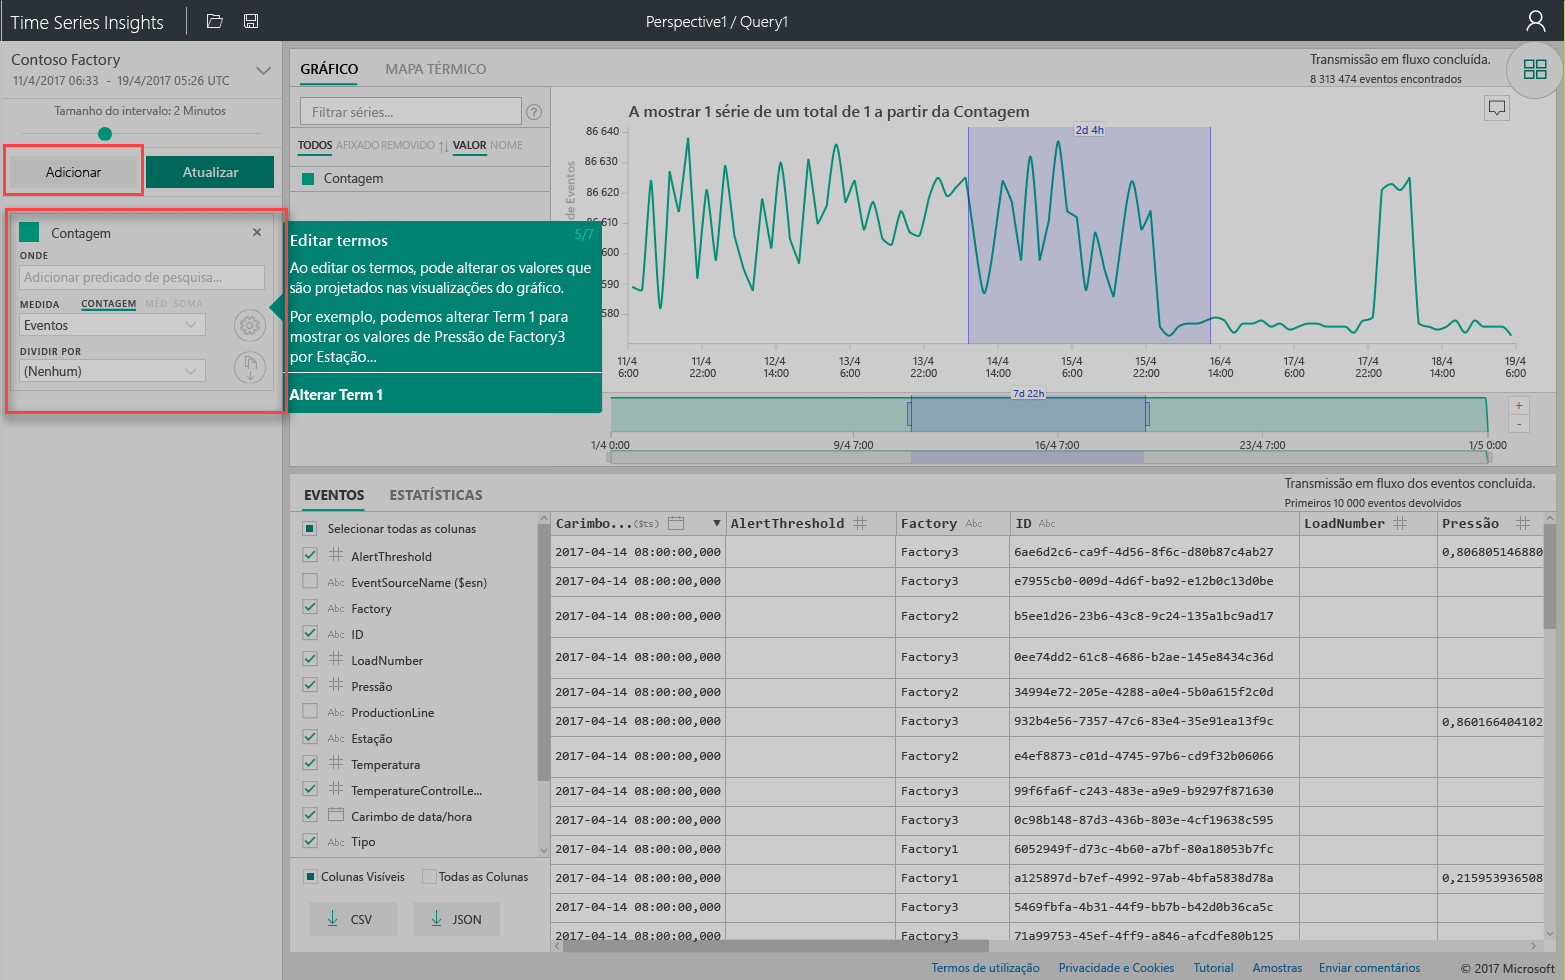 Time Series Insights
Perspective1 / Query1
Contoso Factory
11/4/2017 06:33 - 19/4/2017 05:26 UTC
Tamanho do intervalo: 2 Minutos
Adicionar
Atualizar
Contagem
ONDE
Adicionar predicado de pesquisa...
MEDIDA CONTAGEM MÉD SOMA
Eventos
DIVIDIR POR
(Nenhum)
Editar termos 5/7
Ao editar os termos, pode alterar os valores que
são projetados nas visualizações do gráfico.
Por exemplo, podemos alterar Term 1 para
mostrar os valores de Pressão de Factory3
por Estação...
Alterar Term 1
GRÁFICO MAPA TÉRMICO
Transmissão em fluxo concluída.
8 313 474 eventos encontrados
Filtrar séries... ?
TODOS AFIXADO REMOVIDO VALOR NOME
Contagem
A mostrar 1 série de um total de 1 a partir da Contagem
2d 4h
de Eventos
86 640
86 630
86 620
86 610
600
590
580
11/4 6:00
11/4 22:00
12/4 14:00
13/4 6:00
13/4 22:00
14/4 14:00
15/4 6:00
15/4 22:00
16/4 14:00
17/4 6:00
17/4 22:00
18/4 14:00
19/4 6:00
7d 22h
+
-
1/4 0:00
9/4 7:00
16/4 7:00
23/4 7:00
1/5 0:00
EVENTOS ESTATÍSTICAS
Transmissão em fluxo dos eventos concluída.
Primeiros 10 000 eventos devolvidos
Selecionar todas as colunas
AlertThreshold
Abc EventSourceName ($esn)
Abc Factory
Abc ID
LoadNumber
Pressão
Abc ProductionLine
Abc Estação
Temperatura
TemperatureControlLe...
Carimbo de data/hora
Abc Tipo
Colunas Visíveis Todas as Colunas
CSV JSON
Carimbo...($ts) AlertThreshold Factory Abc ID Abc LoadNumber Pressão
2017-04-14 08:00:00,000 Factory3 6ae6d2c6-ca9f-4d56-8f6c-d80b87c4ab27 0,806805146880
2017-04-14 08:00:00,000 Factory3 e7955cb0-009d-4d6f-ba92-e12b0c13d0be
2017-04-14 08:00:00,000 Factory2 b5ee1d26-23b6-43c8-9c24-135a1bc9ad17
2017-04-14 08:00:00,000 Factory3 0ee74dd2-61c8-4686-b2ae-145e8434c36d
2017-04-14 08:00:00,000 Factory2 34994e72-205e-4288-a0e4-5b0a615f2c0d
2017-04-14 08:00:00,000 Factory3 932b4e56-7357-47c6-83e4-35e91ea13f9c 0,860166404102
2017-04-14 08:00:00,000 Factory2 e4ef8873-c01d-4745-97b6-cd9f32b06066
2017-04-14 08:00:00,000 Factory3 99f6fa6f-c243-483e-a9e9-b9297f871630
2017-04-14 08:00:00,000 Factory3 0c98b148-87d3-436b-803e-4cf19638c595
2017-04-14 08:00:00,000 Factory1 6052949f-d73c-4b60-a7bf-80a18053b7fc
2017-04-14 08:00:00,000 Factory1 a125897d-b7ef-4992-97ab-4bfa5838d78a 0,215953936508
2017-04-14 08:00:00,000 Factory3 5469fbfa-4b31-44f9-bb7b-b42d0b36ca5c
2017-04-14 08:00:00,000 Factory3 71a99753-45ef-4ff9-a846-afcdfe80b125
Termos de utilização Privacidade e Cookies Tutorial Amostras Enviar comentários © 2017 Microsoft